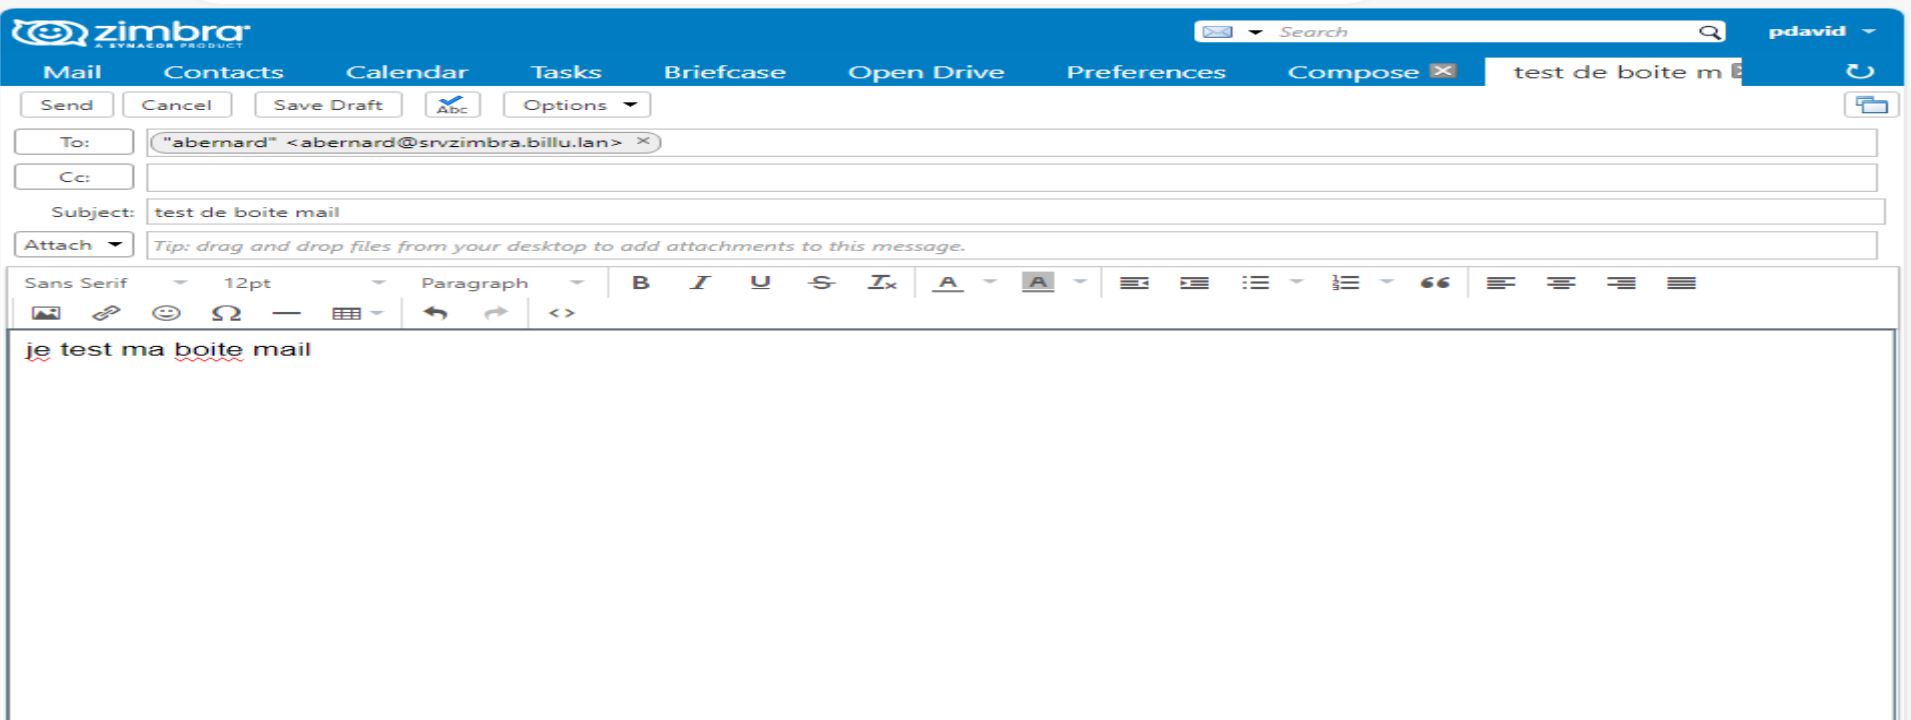 zimbra
A SYNACOR PRODUCT
Search
pdavid
Mail Contacts Calendar Tasks Briefcase Open Drive Preferences Compose test de boite m
Send Cancel Save Draft Abc Options
To: "abernard" <abernard@srvzimbra.billu.lan>
Cc:
Subject: test de boite mail
Attach Tip: drag and drop files from your desktop to add attachments to this message.
Sans Serif 12pt Paragraph B I U S Tx A A
je test ma boite mail